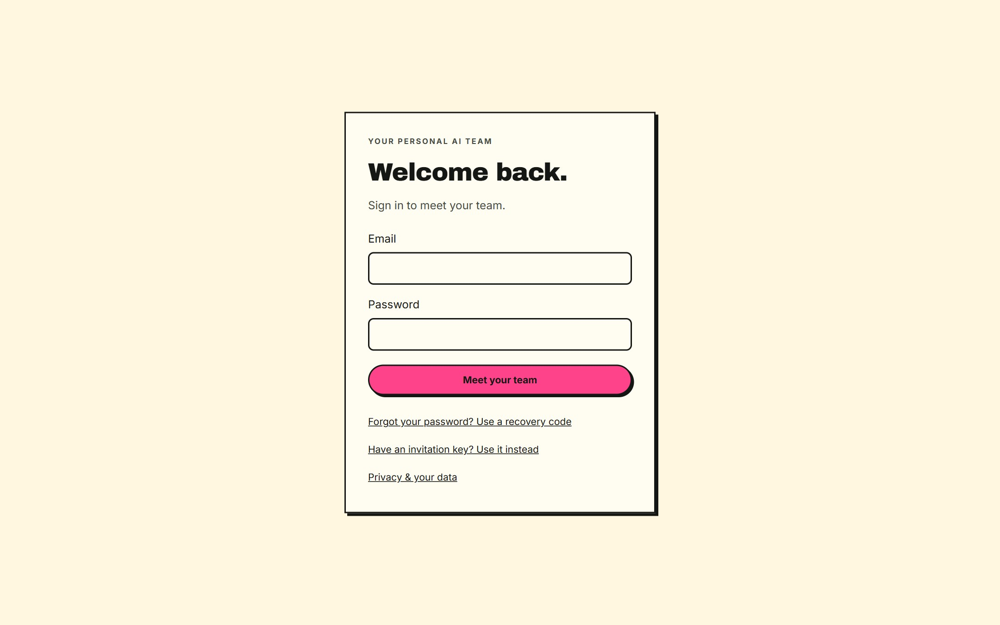 YOUR PERSONAL AI TEAM
Welcome back.
Sign in to meet your team.
Email
Password
Meet your team
Forgot your password? Use a recovery code
Have an invitation key? Use it instead
Privacy & your data